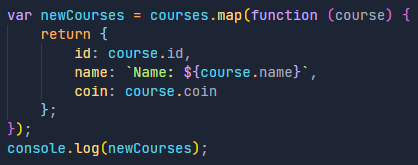 var newCourses = courses.map(function (course) {
    return {
        id: course.id,
        name: `Name: ${course.name}`,
        coin: course.coin
    };
});
console.log(newCourses);